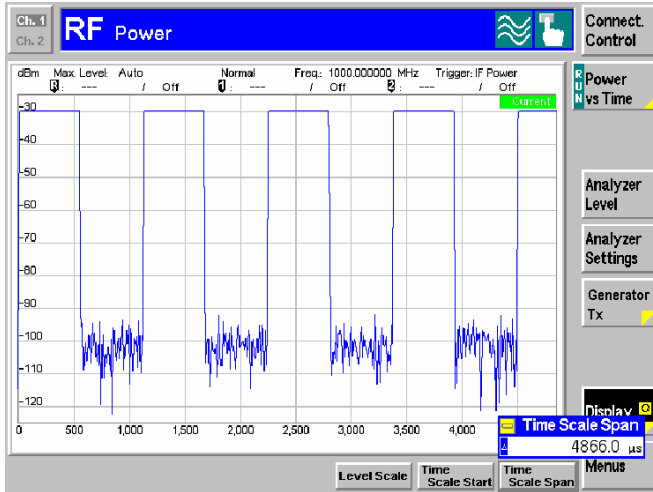 Ch. 1
Ch. 2
RF Power
Connect.
Control
dBm Max. Level: Auto Normal Freq.: 1000.000000 MHz Trigger: IF Power
R : --- / Off 1 : --- / Off 2 : --- / Off
Current
RUN
Power
vs Time
-30
-40
-50
-60
-70
-80
-90
-100
-110
-120
0 500 1,000 1,500 2,000 2,500 3,000 3,500 4,000
Analyzer
Level
Analyzer
Settings
Generator
Tx
Display
Time Scale Span
4866.0 µs
Menus
Level Scale
Time
Scale Start
Time
Scale Span